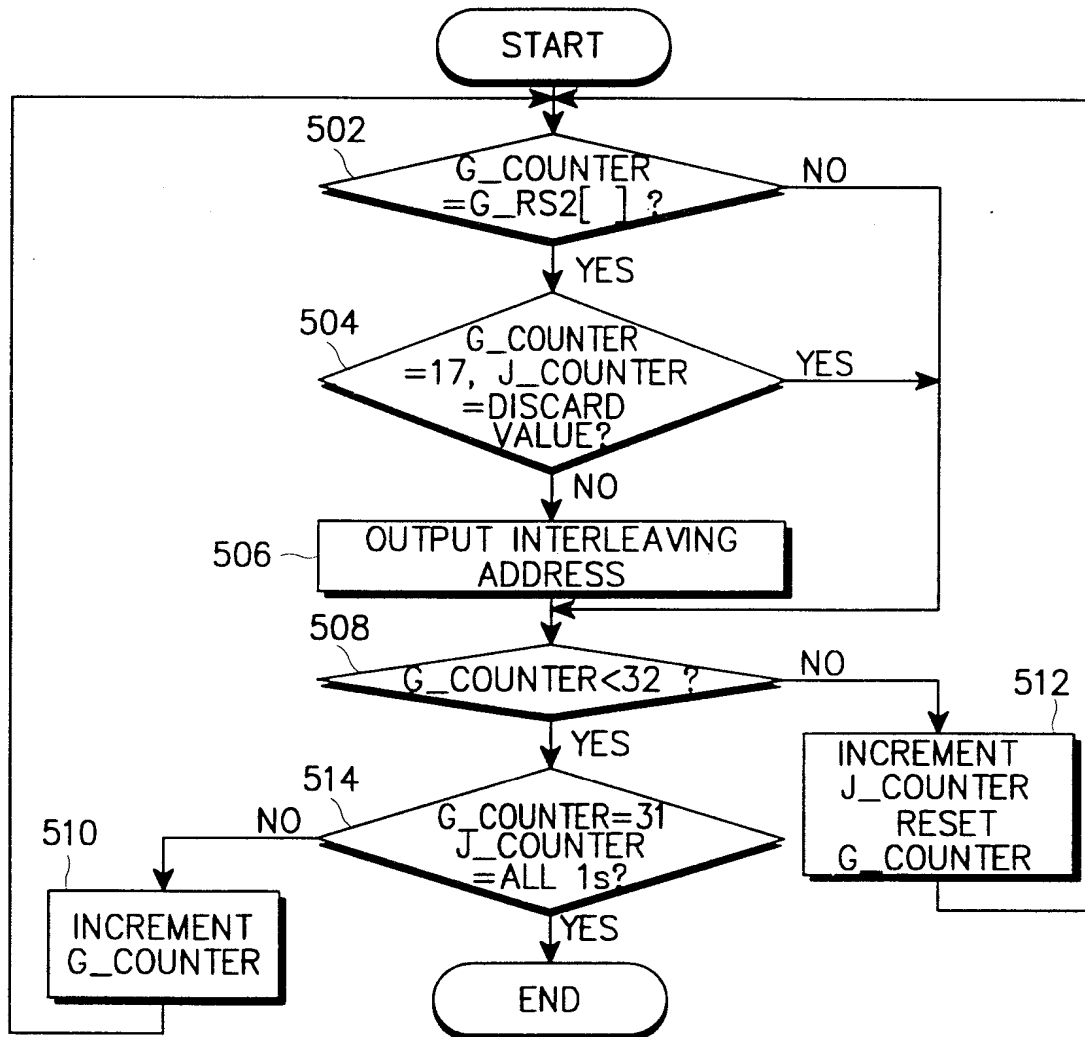 START
502
G_COUNTER
=G_RS2[ ] ?
NO
YES
504
G_COUNTER
=17, J_COUNTER
=DISCARD
VALUE?
YES
NO
506
OUTPUT INTERLEAVING
ADDRESS
508
G_COUNTER<32 ?
NO
512
YES
INCREMENT
J_COUNTER
RESET
G_COUNTER
514
G_COUNTER=31
J_COUNTER
=ALL 1s?
NO
510
YES
INCREMENT
G_COUNTER
END